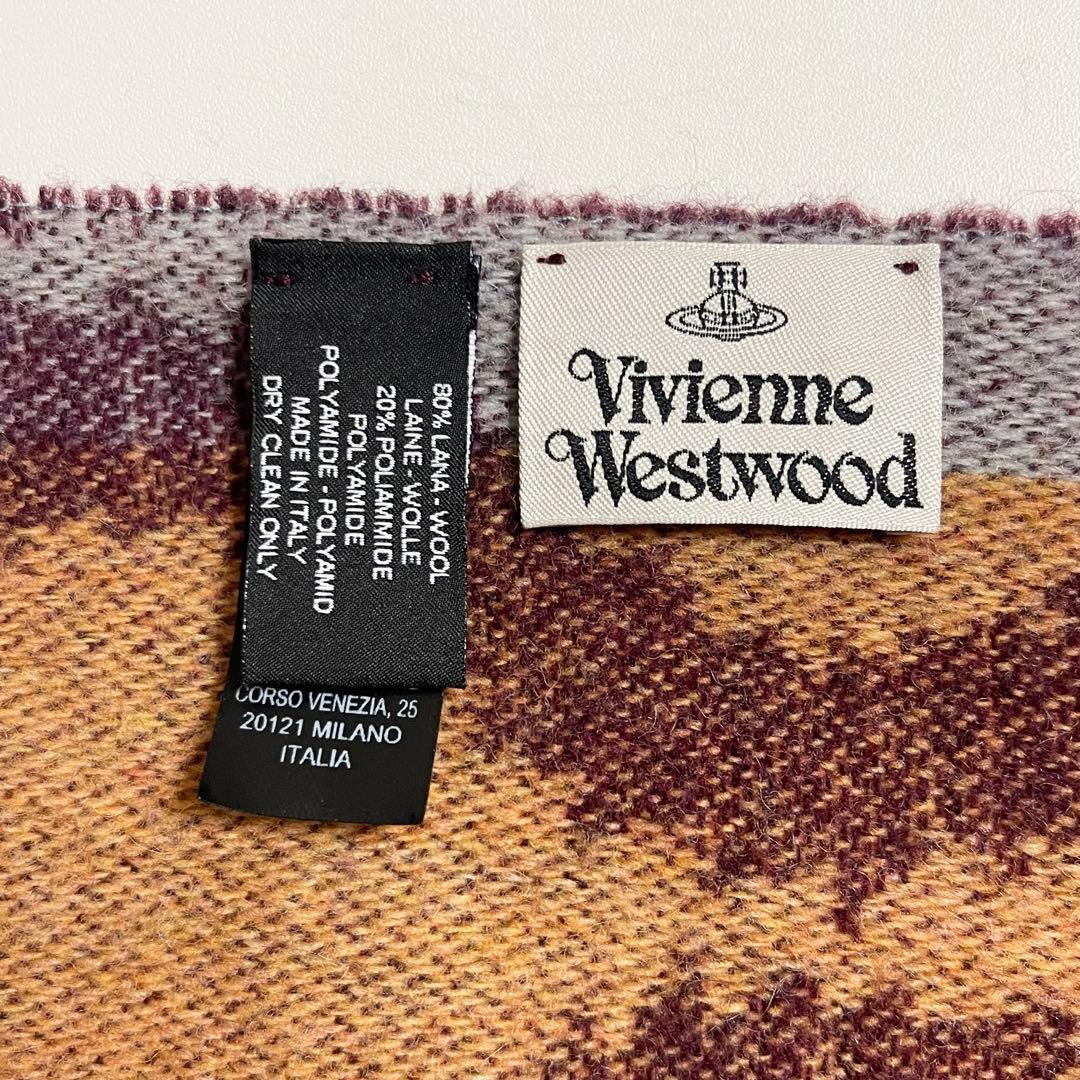 80% LANA - WOOL
LAINE - WOLLE
20% POLIAMMIDE
POLYAMIDE
POLYAMIDE - POLYAMID
MADE IN ITALY
DRY CLEAN ONLY
CORSO VENEZIA, 25
20121 MILANO
ITALIA
Vivienne
Westwood